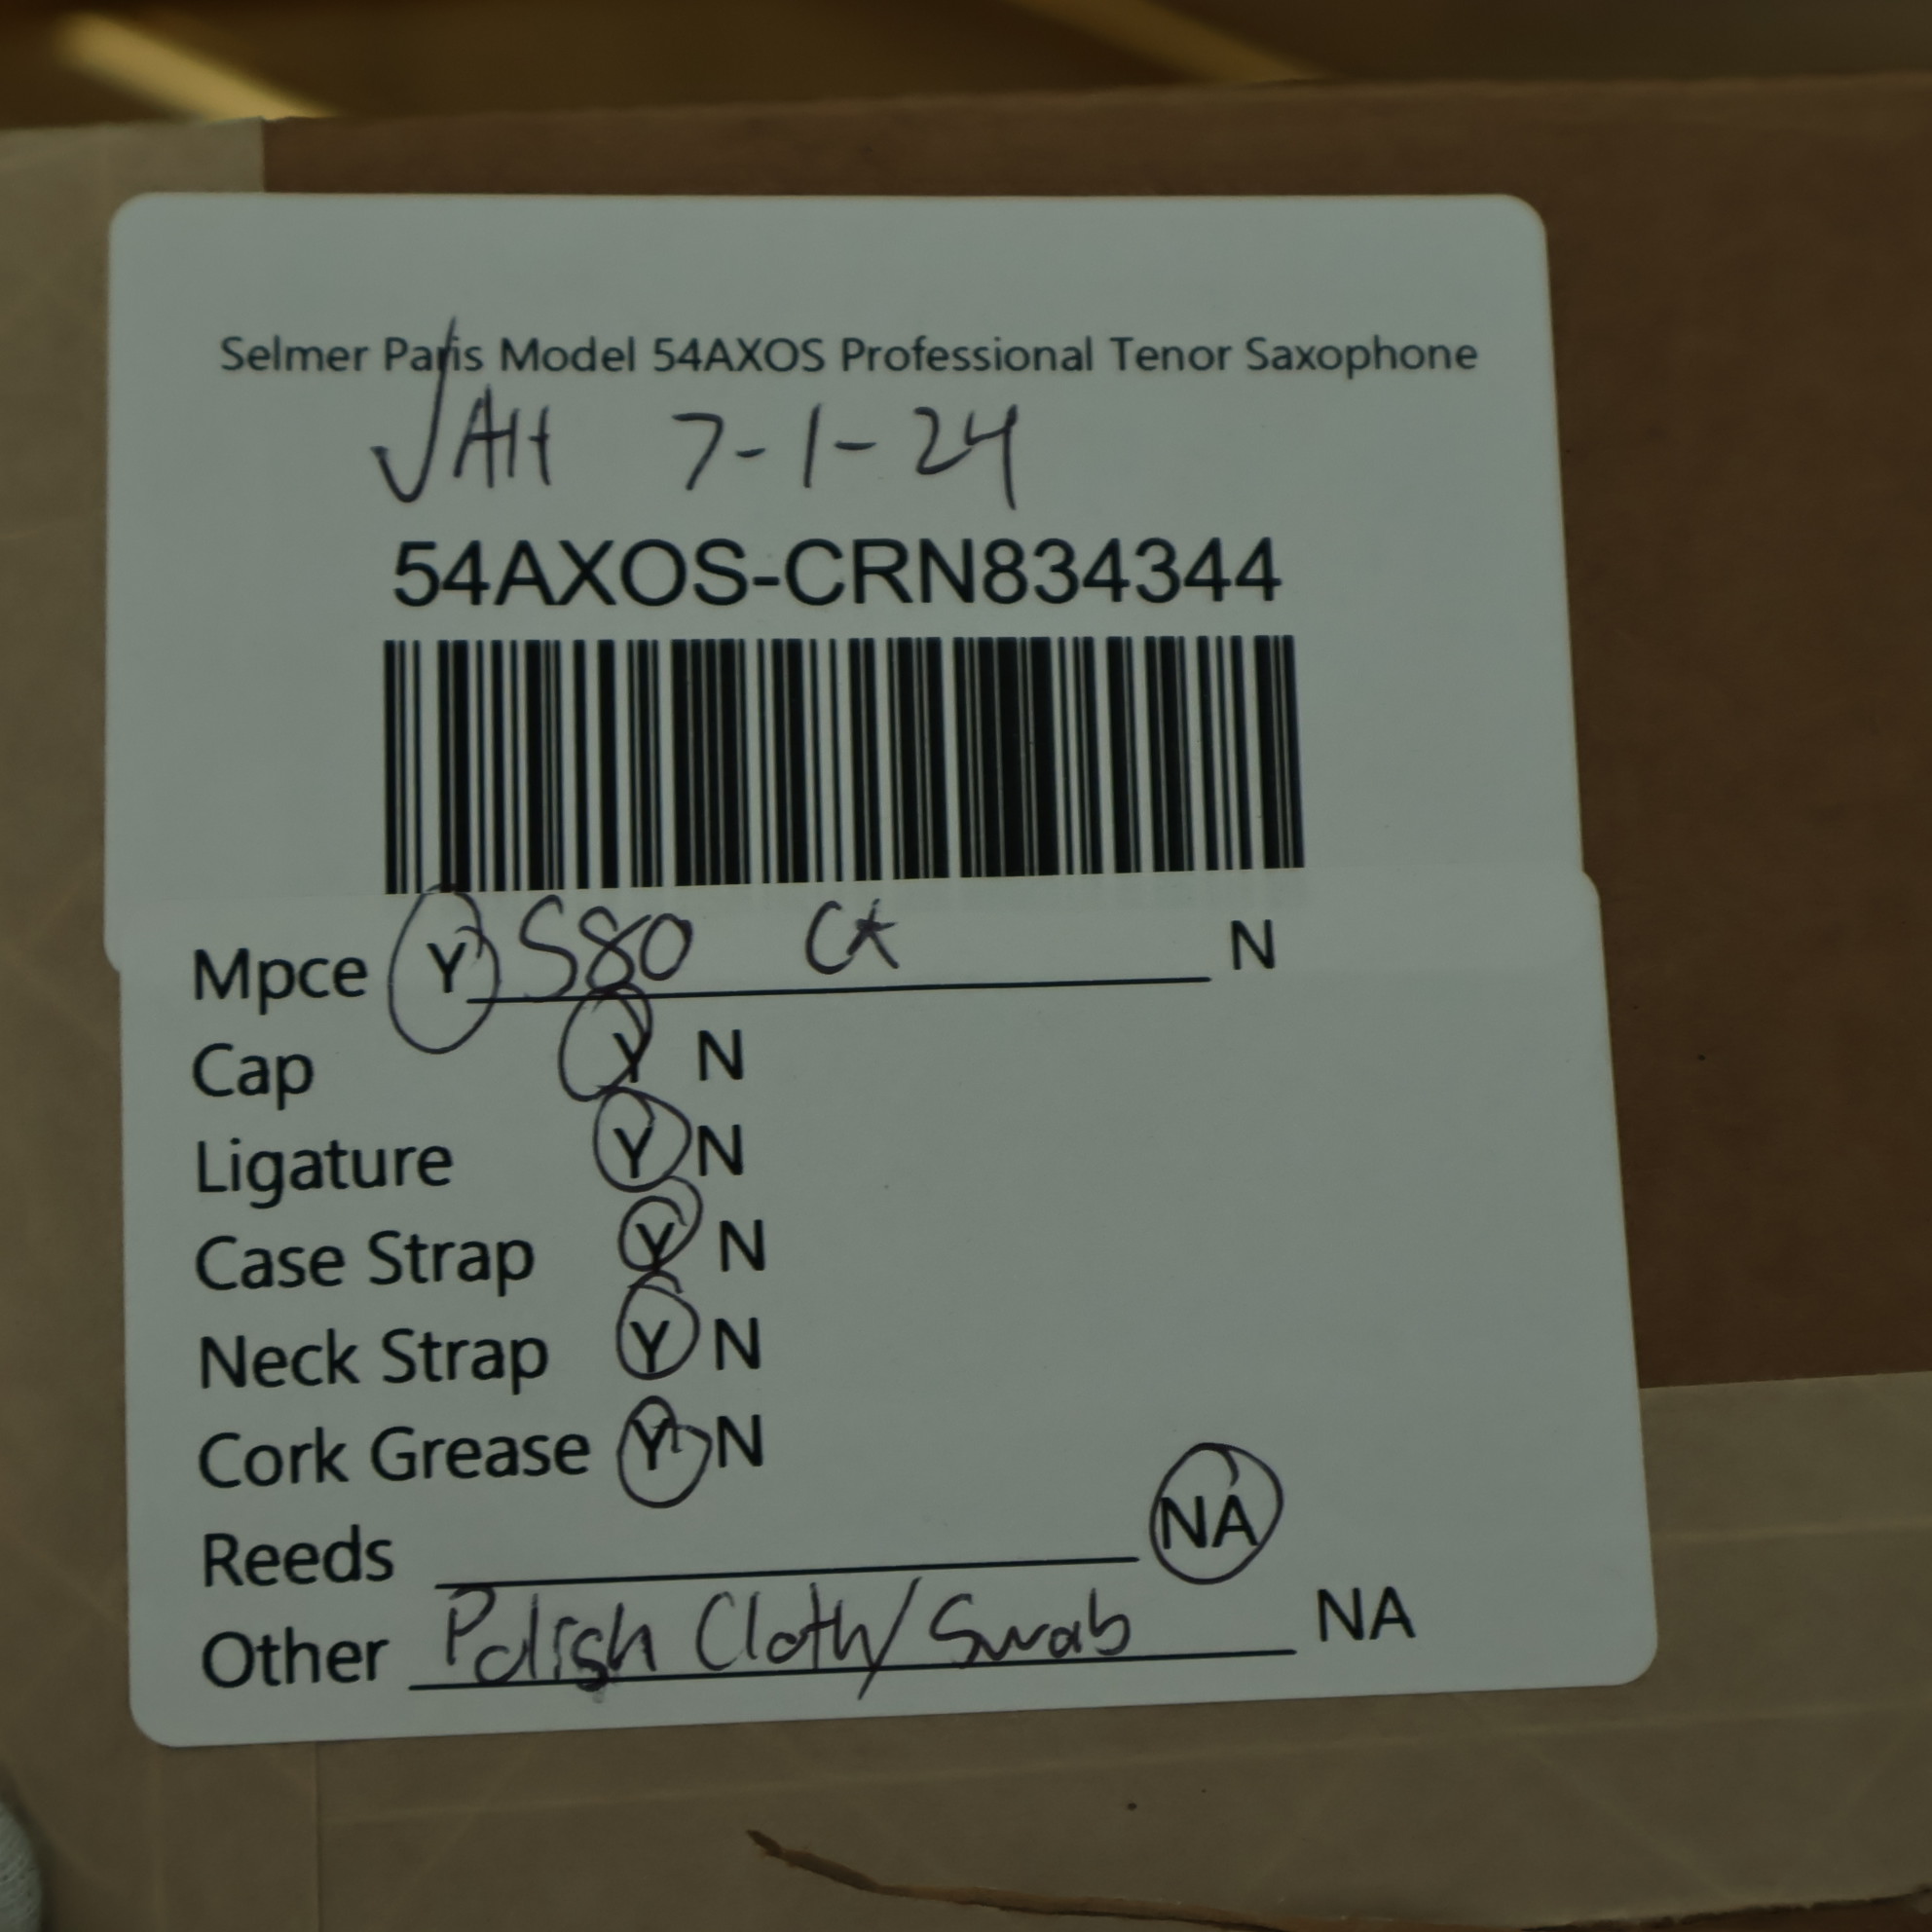 Selmer Paris Model 54AXOS Professional Tenor Saxophone
JAH 7-1-24
54AXOS-CRN834344
Mpce Y S80 C* N
Cap Y N
Ligature Y N
Case Strap Y N
Neck Strap Y N
Cork Grease Y N
Reeds NA
Other Polish Cloth/Swab NA